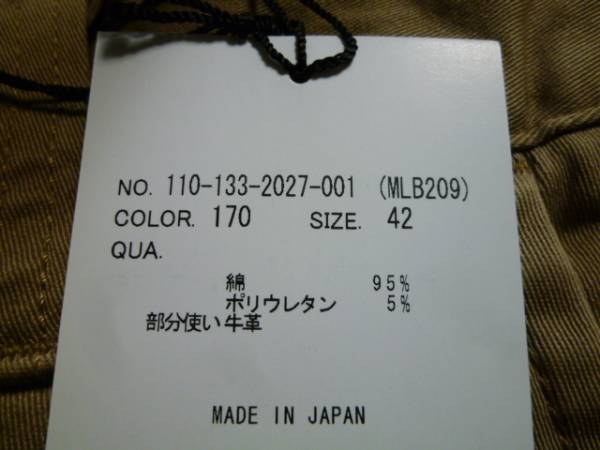 NO. 110-133-2027-001 (MLB209)
COLOR. 170 SIZE. 42
QUA.
綿 95%
ポリウレタン 5%
部分使い 牛革
MADE IN JAPAN